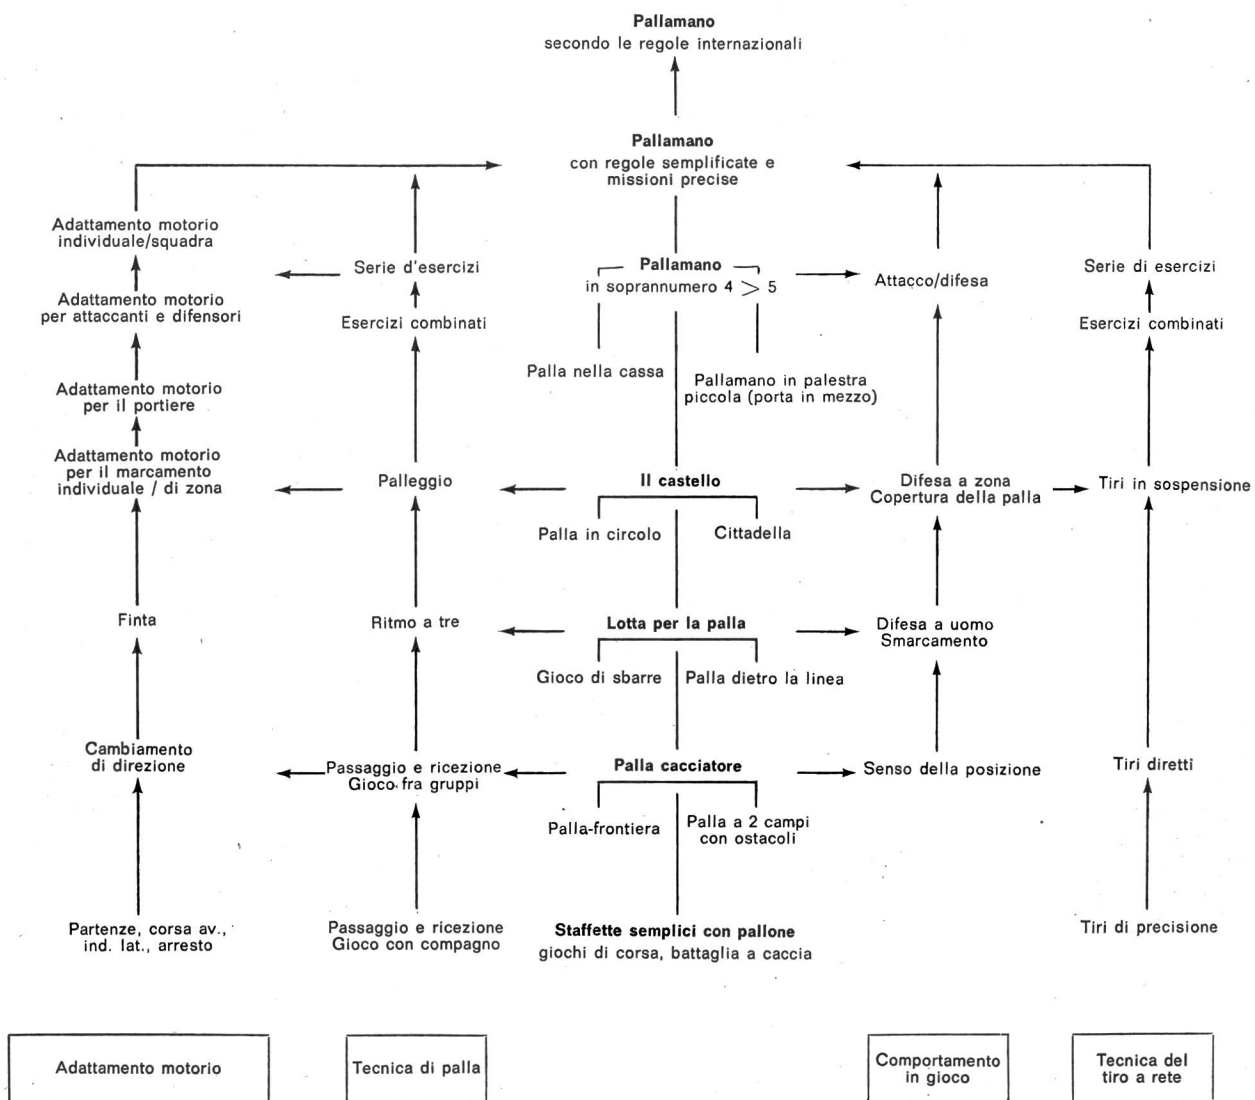 Pallamano
secondo le regole internazionali
Pallamano
con regole semplificate e
missioni precise
Adattamento motorio
individuale/squadra
Serie d'esercizi
Pallamano
in soprannumero 4 > 5
Attacco/difesa
Serie di esercizi
Adattamento motorio
per attaccanti e difensori
Esercizi combinati
Esercizi combinati
Palla nella cassa
Pallamano in palestra
piccola (porta in mezzo)
Adattamento motorio
per il portiere
Adattamento motorio
per il marcamento
individuale / di zona
Palleggio
Il castello
Difesa a zona
Copertura della palla
Tiri in sospensione
Palla in circolo
Cittadella
Finta
Ritmo a tre
Lotta per la palla
Difesa a uomo
Smarcamento
Gioco di sbarre
Palla dietro la linea
Cambiamento
di direzione
Passaggio e ricezione
Gioco fra gruppi
Palla cacciatore
Senso della posizione
Tiri diretti
Palla-frontiera
Palla a 2 campi
con ostacoli
Partenze, corsa av.,
ind. lat., arresto
Passaggio e ricezione
Gioco con compagno
Staffette semplici con pallone
giochi di corsa, battaglia a caccia
Tiri di precisione
Adattamento motorio
Tecnica di palla
Comportamento
in gioco
Tecnica del
tiro a rete